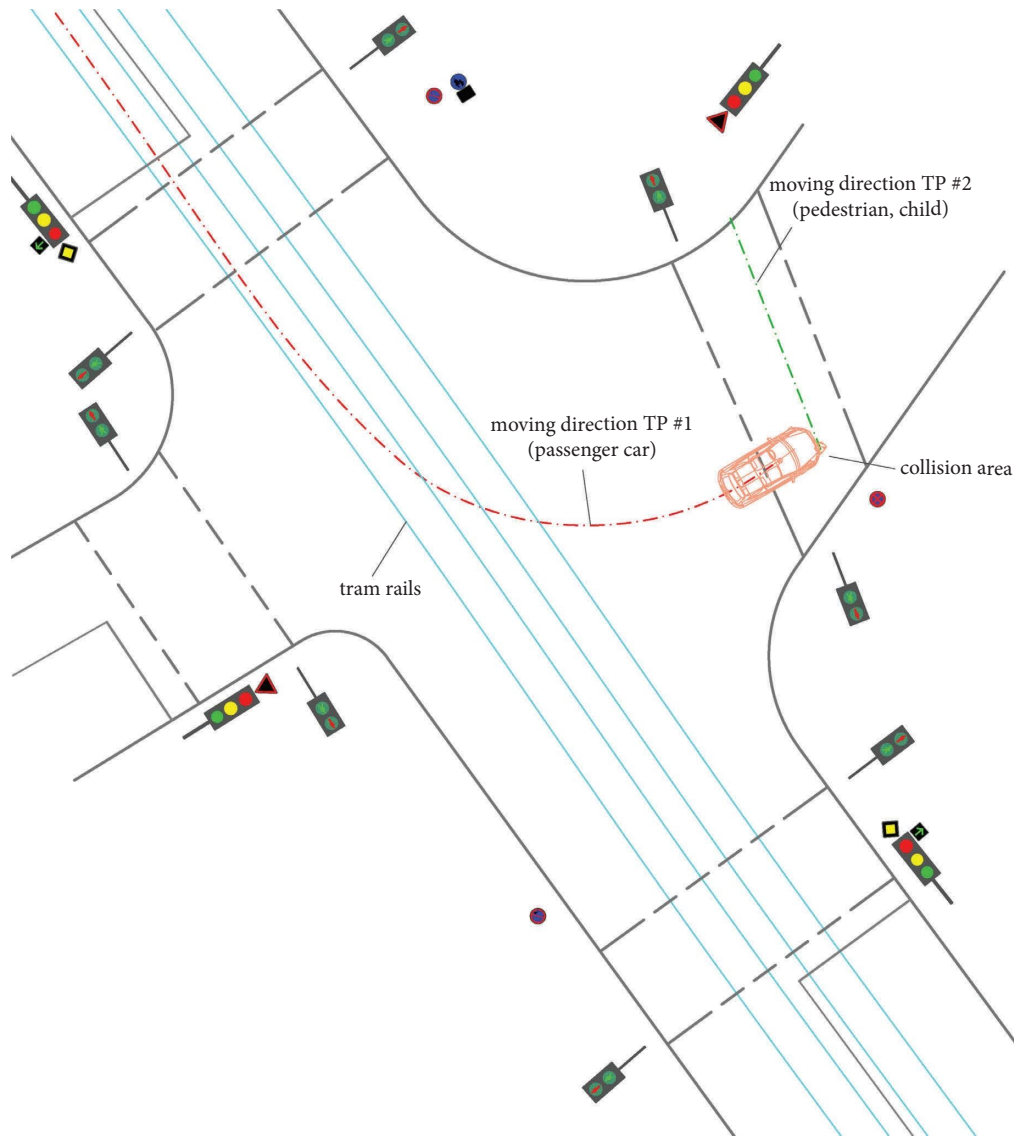 moving direction TP #2
(pedestrian, child)
moving direction TP #1
(passenger car)
collision area
tram rails